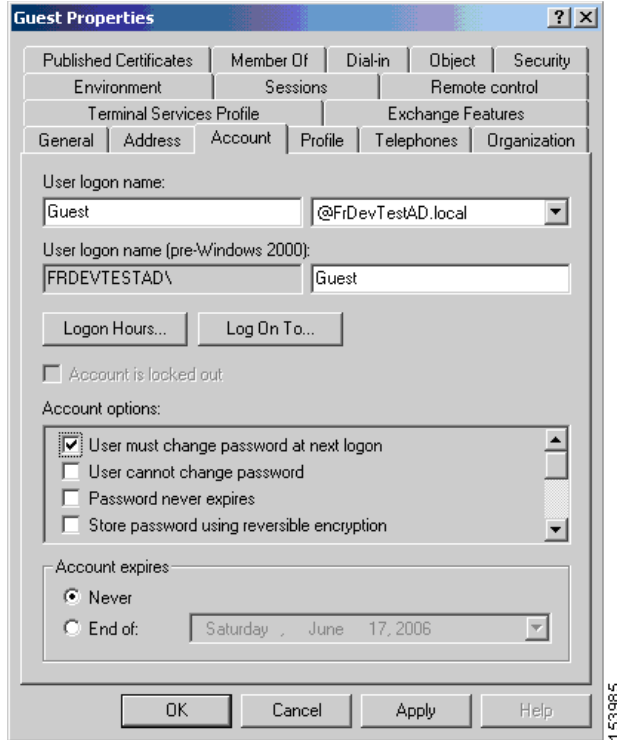 Guest Properties
Published Certificates Member Of Dial-in Object Security
Environment Sessions Remote control
Terminal Services Profile Exchange Features
General Address Account Profile Telephones Organization
User logon name:
Guest @FrDevTestAD.local
User logon name (pre-Windows 2000):
FRDEVTESTAD\ Guest
Logon Hours... Log On To...
Account is locked out
Account options:
User must change password at next logon
User cannot change password
Password never expires
Store password using reversible encryption
Account expires
Never
End of: Saturday , June 17, 2006
OK Cancel Apply Help
153985